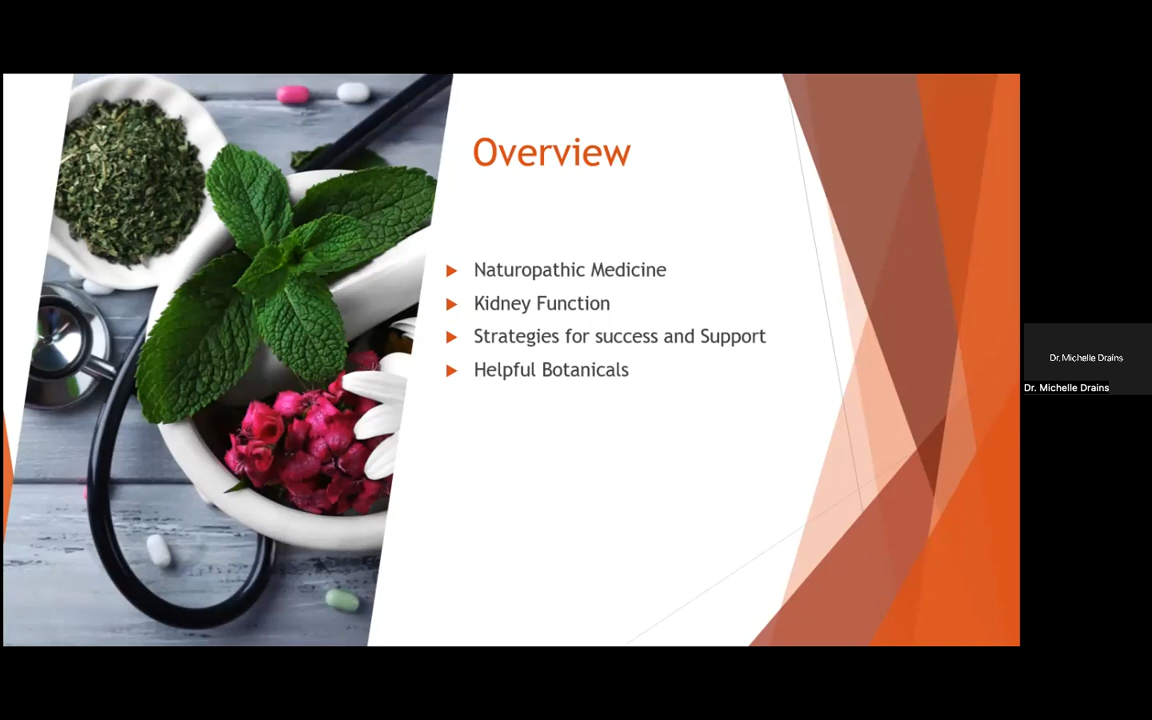 Overview
Naturopathic Medicine
Kidney Function
Strategies for success and Support
Helpful Botanicals
Dr, Michelle Drains
Dr. Michelle Drains